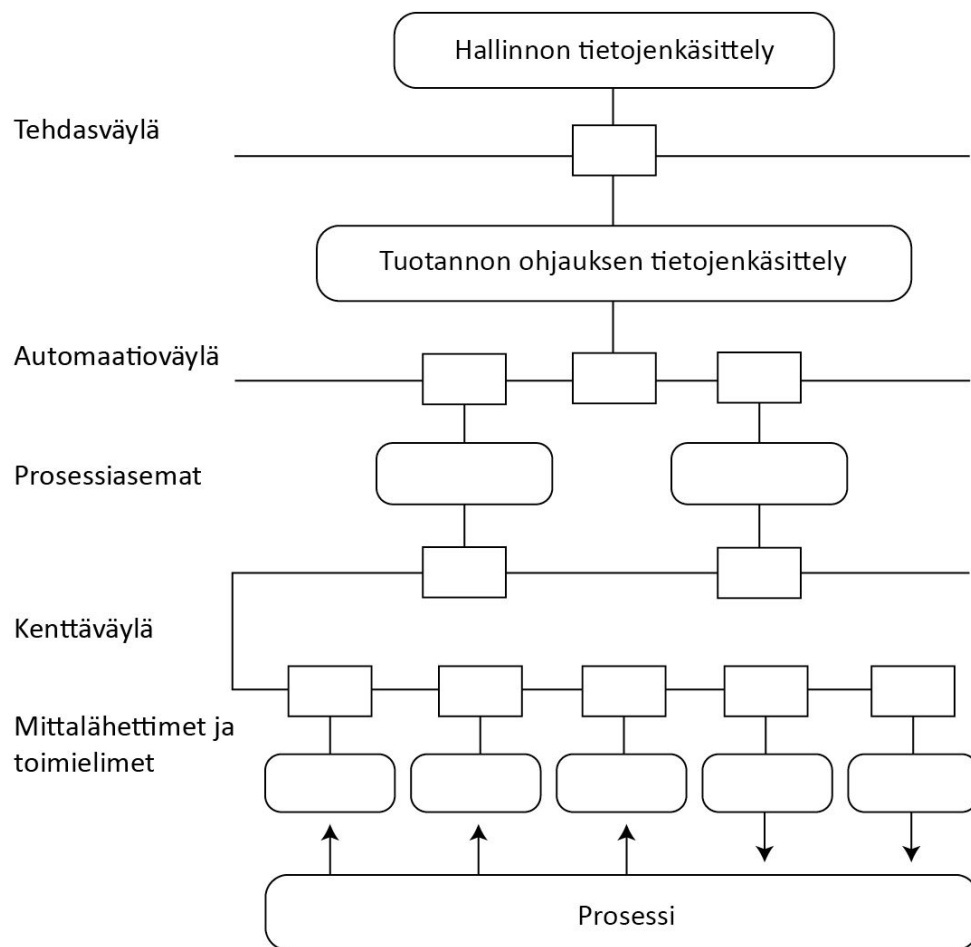 Hallinnon tietojenkäsittely
Tehdasväylä
Tuotannon ohjauksen tietojenkäsittely
Automaatioväylä
Prosessiasemat
Kenttäväylä
Mittalähettimet ja
toimielimet
Prosessi